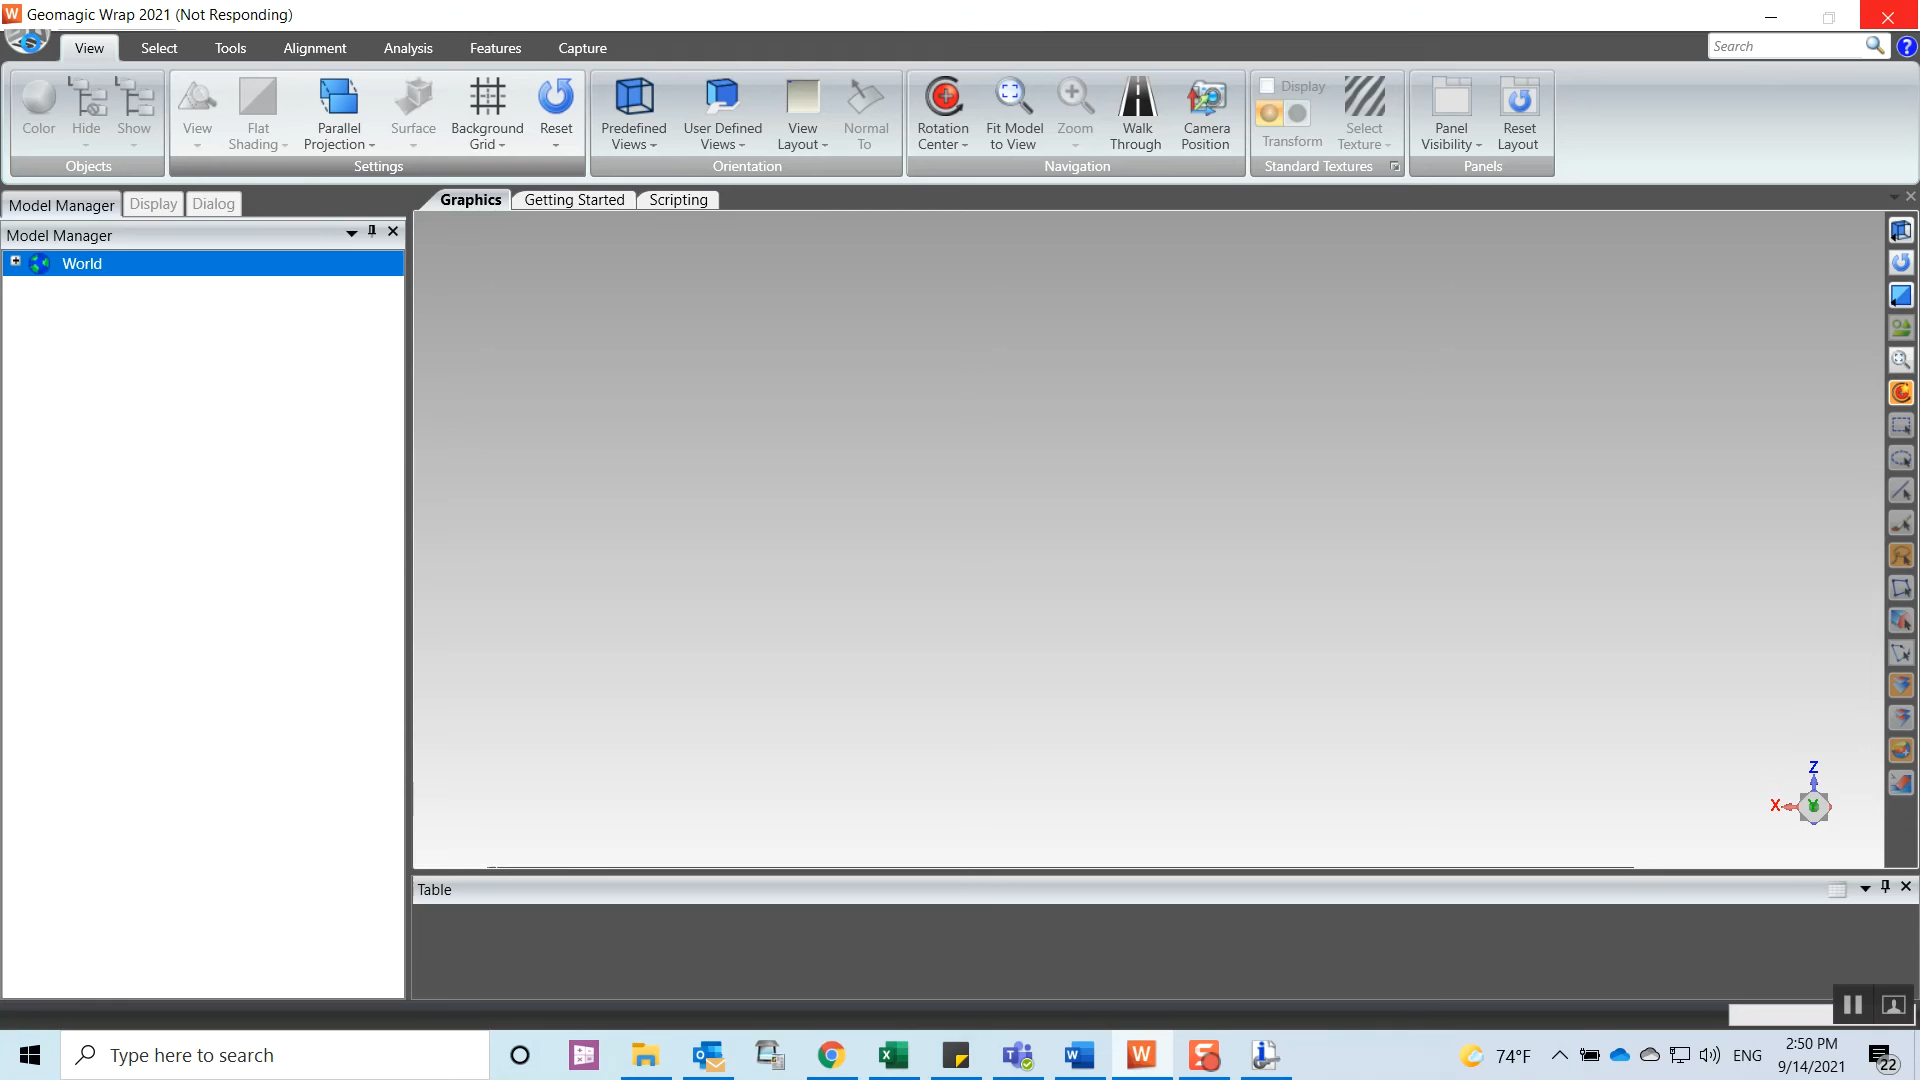 Geomagic Wrap 2021 (Not Responding)
View Select Tools Alignment Analysis Features Capture
Search
Color Hide Show
Objects
View Flat Shading Parallel Projection Surface Background Grid Reset
Settings
Predefined Views User Defined Views View Layout Normal To
Orientation
Rotation Center Fit Model to View Zoom Walk Through Camera Position
Navigation
Display
Transform
Select Texture
Standard Textures
Panel Visibility Reset Layout
Panels
Model Manager Display Dialog
Graphics Getting Started Scripting
Model Manager
World
Z
X
Y
Table
Type here to search
74°F
ENG
2:50 PM
9/14/2021
22